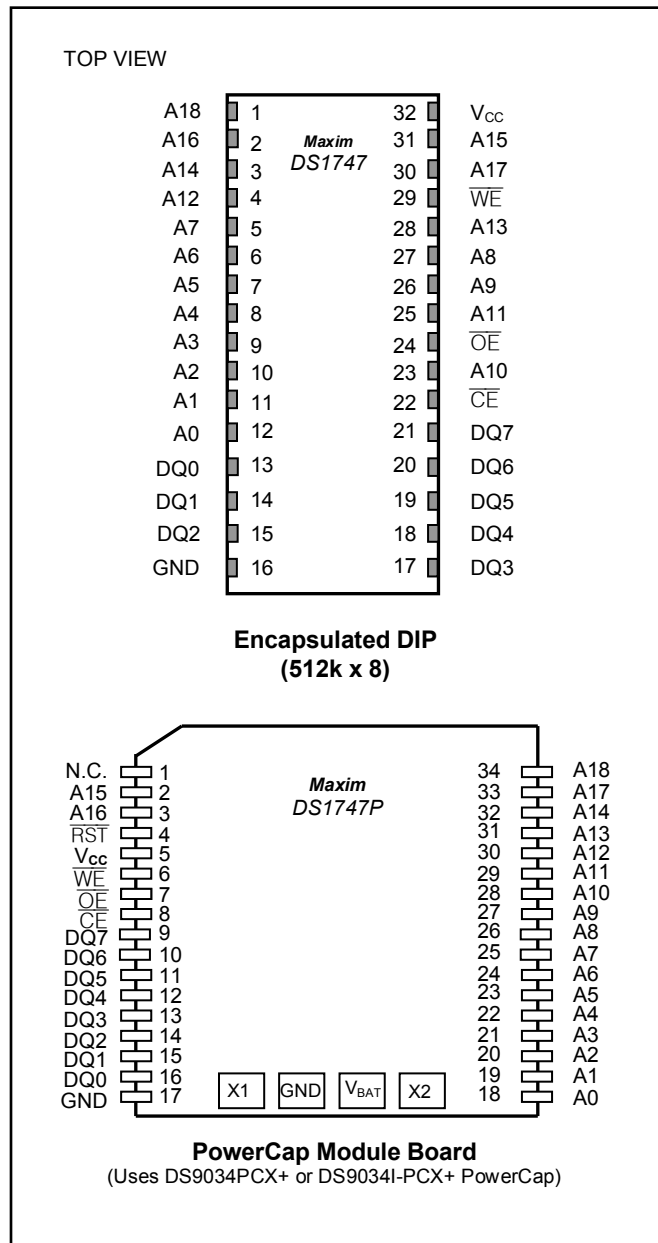 TOP VIEW
A18 1 Maxim 32 VCC
A16 2 DS1747 31 A15
A14 3 30 A17
A12 4 29 W̅E̅
A7 5 28 A13
A6 6 27 A8
A5 7 26 A9
A4 8 25 A11
A3 9 24 O̅E̅
A2 10 23 A10
A1 11 22 C̅E̅
A0 12 21 DQ7
DQ0 13 20 DQ6
DQ1 14 19 DQ5
DQ2 15 18 DQ4
GND 16 17 DQ3
Encapsulated DIP
(512k x 8)
N.C. 1 Maxim 34 A18
A15 2 DS1747P 33 A17
A16 3 32 A14
R̅S̅T̅ 4 31 A13
VCC 5 30 A12
W̅E̅ 6 29 A11
O̅E̅ 7 28 A10
C̅E̅ 8 27 A9
DQ7 9 26 A8
DQ6 10 25 A7
DQ5 11 24 A6
DQ4 12 23 A5
DQ3 13 22 A4
DQ2 14 21 A3
DQ1 15 20 A2
DQ0 16 19 A1
GND 17 X1 GND VBAT X2 18 A0
PowerCap Module Board
(Uses DS9034PCX+ or DS9034I-PCX+ PowerCap)